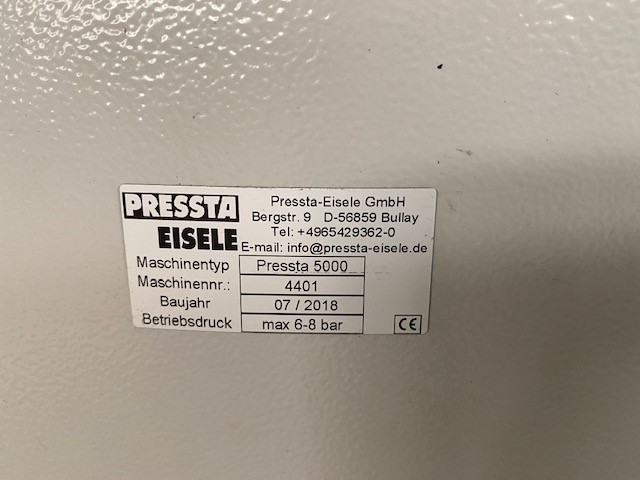 PRESSTA
EISELE
Pressta-Eisele GmbH
Bergstr. 9 D-56859 Bullay
Tel: +4965429362-0
E-mail: info@pressta-eisele.de
Maschinentyp Pressta 5000
Maschinennr.: 4401
Baujahr 07 / 2018
Betriebsdruck max 6-8 bar
CE